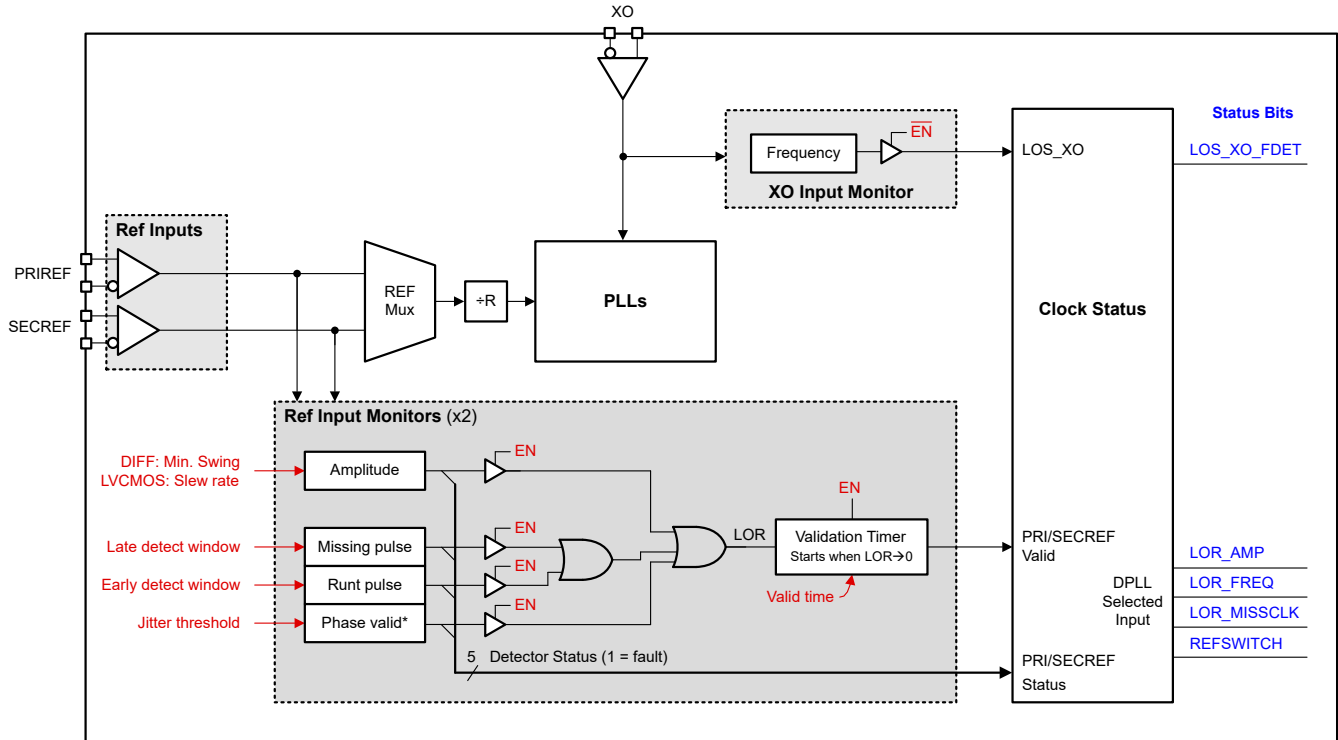 XO
Status Bits
EN
Frequency
LOS_XO
LOS_XO_FDET
XO Input Monitor
Ref Inputs
PRIREF
SECREF
REF
Mux
÷R
PLLs
Clock Status
Ref Input Monitors (x2)
DIFF: Min. Swing
LVCMOS: Slew rate
Amplitude
EN
EN
Late detect window
Missing pulse
EN
LOR
Validation Timer
Starts when LOR→0
PRI/SECREF
Valid
LOR_AMP
Early detect window
Runt pulse
EN
Valid time
DPLL
Selected
Input
LOR_FREQ
LOR_MISSCLK
Jitter threshold
Phase valid*
EN
REFSWITCH
5 Detector Status (1 = fault)
PRI/SECREF
Status